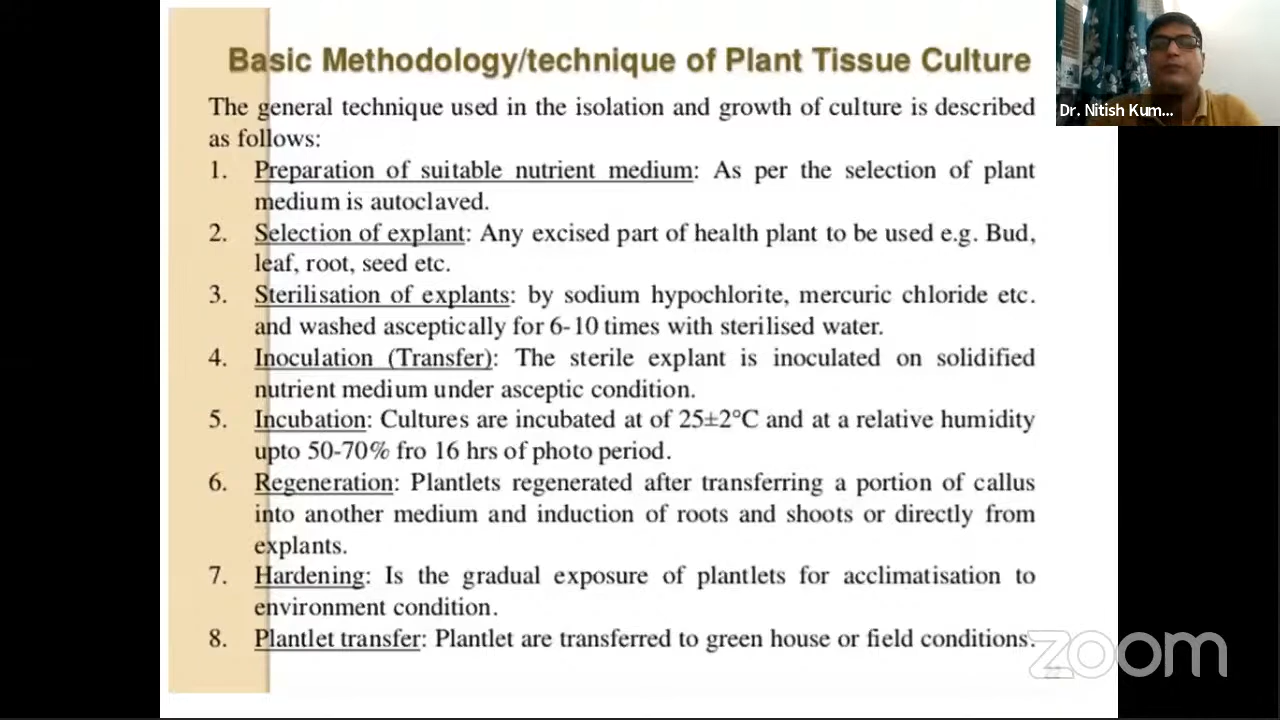 Basic Methodology/technique of Plant Tissue Culture
Dr. Nitish Kum...
The general technique used in the isolation and growth of culture is described
as follows:
1. Preparation of suitable nutrient medium: As per the selection of plant
medium is autoclaved.
2. Selection of explant: Any excised part of health plant to be used e.g. Bud,
leaf, root, seed etc.
3. Sterilisation of explants: by sodium hypochlorite, mercuric chloride etc.
and washed asceptically for 6-10 times with sterilised water.
4. Inoculation (Transfer): The sterile explant is inoculated on solidified
nutrient medium under asceptic condition.
5. Incubation: Cultures are incubated at of 25±2°C and at a relative humidity
upto 50-70% fro 16 hrs of photo period.
6. Regeneration: Plantlets regenerated after transferring a portion of callus
into another medium and induction of roots and shoots or directly from
explants.
7. Hardening: Is the gradual exposure of plantlets for acclimatisation to
environment condition.
8. Plantlet transfer: Plantlet are transferred to green house or field conditions.
zoom